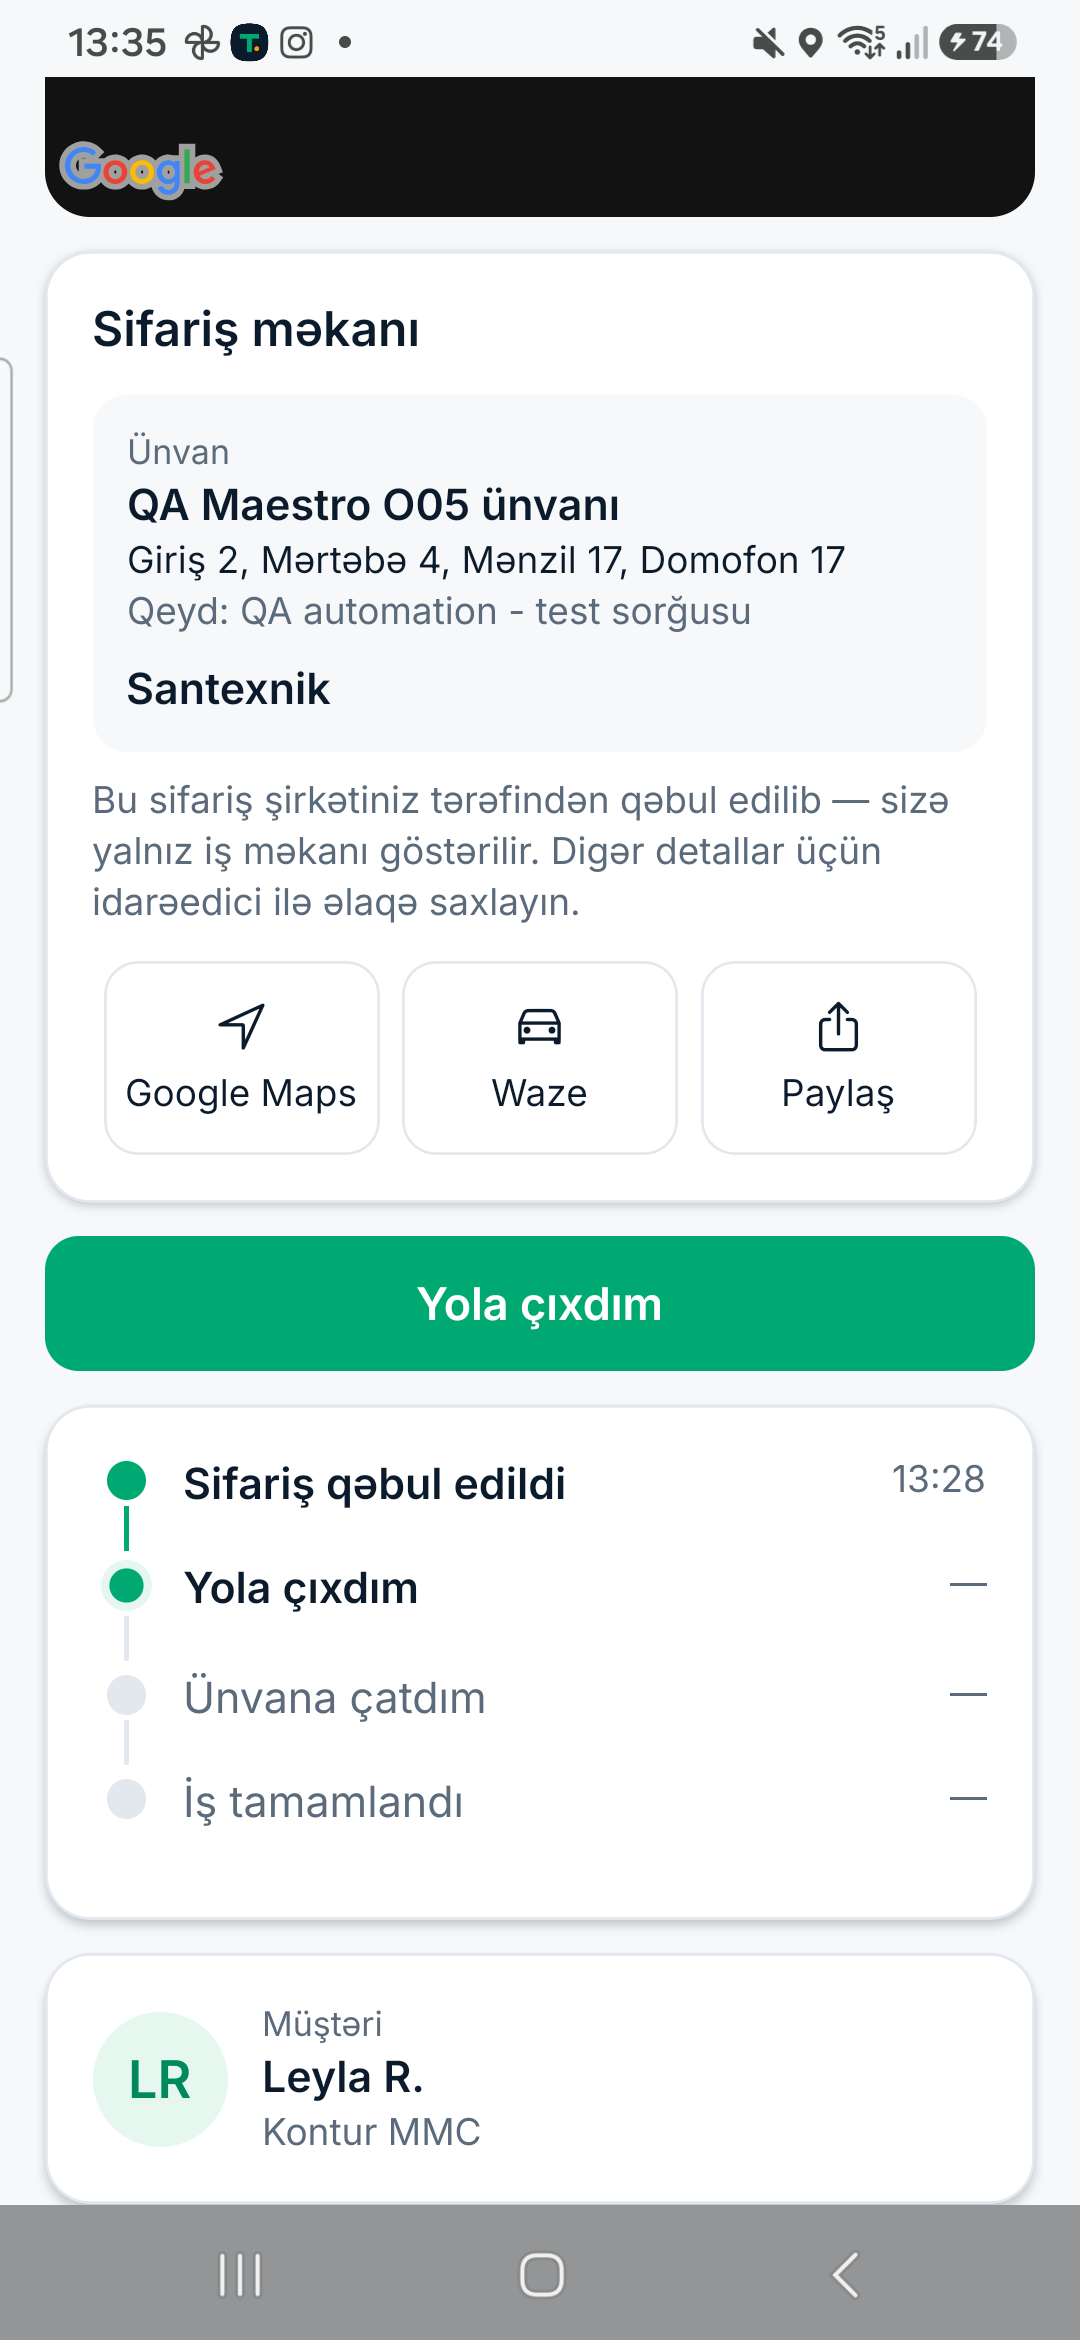 13:35
T.
5
74
Google
Sifariş məkanı
Ünvan
QA Maestro O05 ünvanı
Giriş 2, Mərtəbə 4, Mənzil 17, Domofon 17
Qeyd: QA automation - test sorğusu
Santexnik
Bu sifariş şirkətiniz tərəfindən qəbul edilib — sizə
yalnız iş məkanı göstərilir. Digər detallar üçün
idarəedici ilə əlaqə saxlayın.
Google Maps
Waze
Paylaş
Yola çıxdım
Sifariş qəbul edildi
13:28
Yola çıxdım
—
Ünvana çatdım
—
İş tamamlandı
—
LR
Müştəri
Leyla R.
Kontur MMC